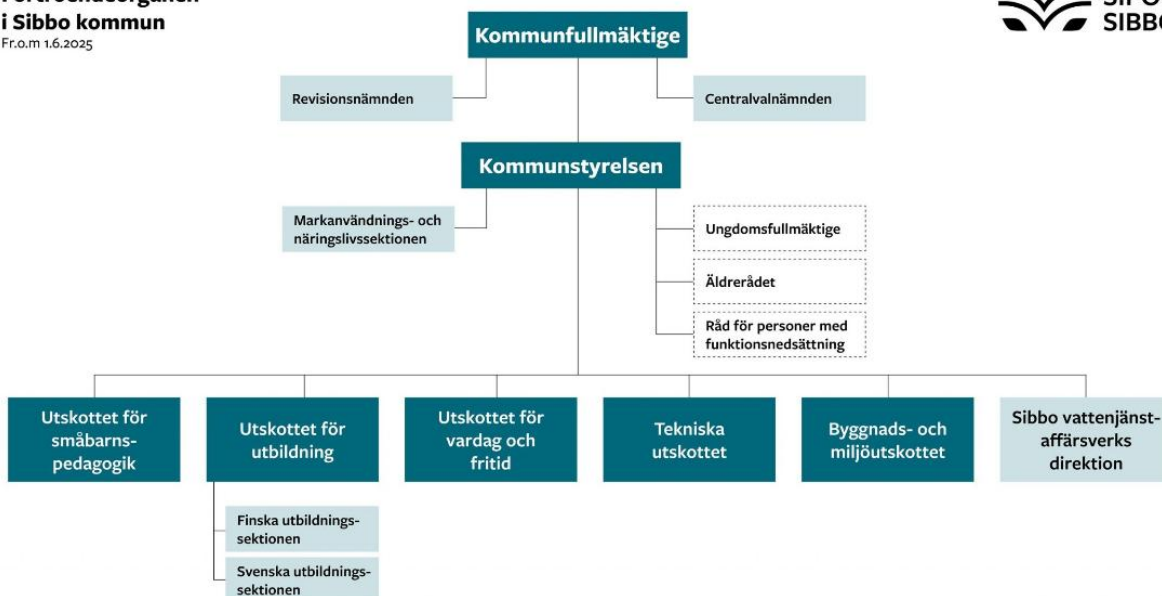 i Sibbo kommun
Fr.o.m 1.6.2025
Kommunfullmäktige
Revisionsnämnden
Centralvalnämnden
Kommunstyrelsen
Markanvändnings- och
näringslivssektionen
Ungdomsfullmäktige
Äldrerådet
Råd för personer med
funktionsnedsättning
Utskottet för
småbarns-
pedagogik
Utskottet för
utbildning
Utskottet för
vardag och
fritid
Tekniska
utskottet
Byggnads- och
miljöutskottet
Sibbo vattenjänst-
affärsverks
direktion
Finska utbildnings-
sektionen
Svenska utbildnings-
sektionen